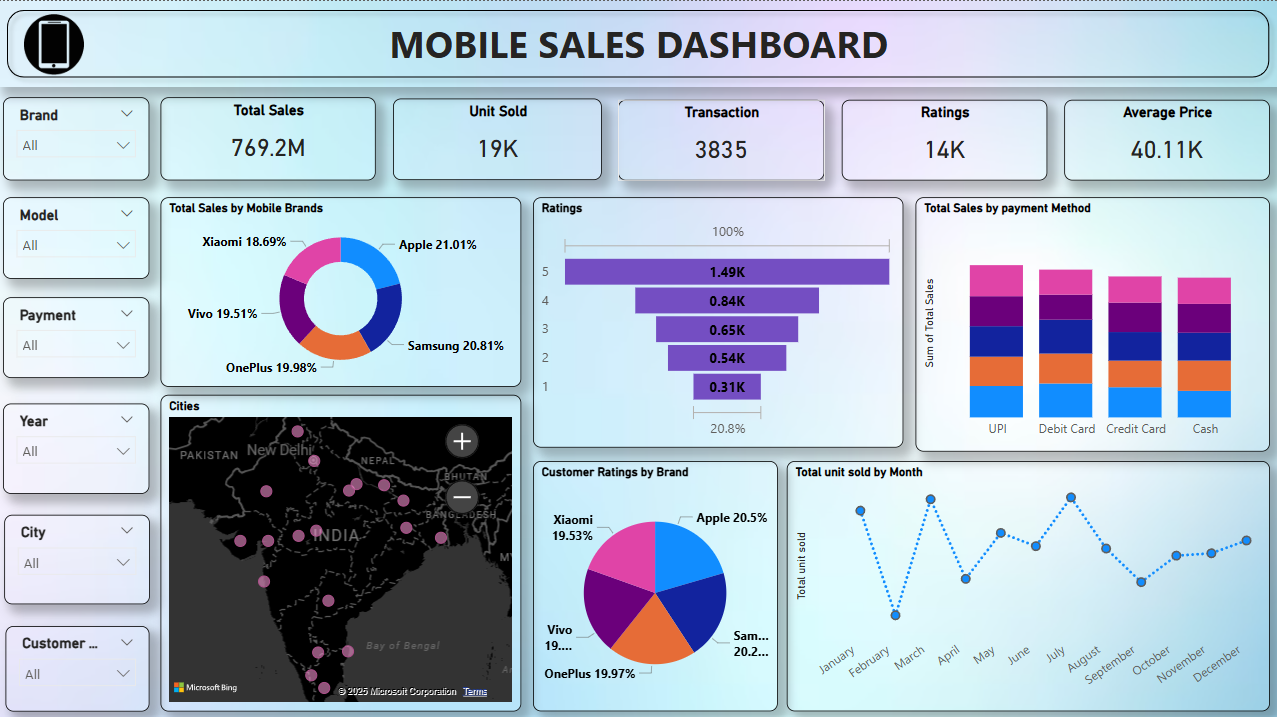 MOBILE SALES DASHBOARD
Brand
All
Total Sales
769.2M
Unit Sold
19K
Transaction
3835
Ratings
14K
Average Price
40.11K
Model
All
Payment
All
Year
All
City
All
Customer ...
All
Total Sales by Mobile Brands
Xiaomi 18.69%
Apple 21.01%
Vivo 19.51%
Samsung 20.81%
OnePlus 19.98%
Ratings
100%
5 1.49K
4 0.84K
3 0.65K
2 0.54K
1 0.31K
20.8%
Total Sales by payment Method
Sum of Total Sales
UPI Debit Card Credit Card Cash
Cities
PAKISTAN
New Delhi
NEPAL
BHUTAN
BANGLADESH
INDIA
MY
Bay of Bengal
Microsoft Bing
© 2025 Microsoft Corporation Terms
Customer Ratings by Brand
Xiaomi
19.53%
Apple 20.5%
Vivo
19....
Sam...
20.2...
OnePlus 19.97%
Total unit sold by Month
Total unit sold
January February March April May June July August September October November December